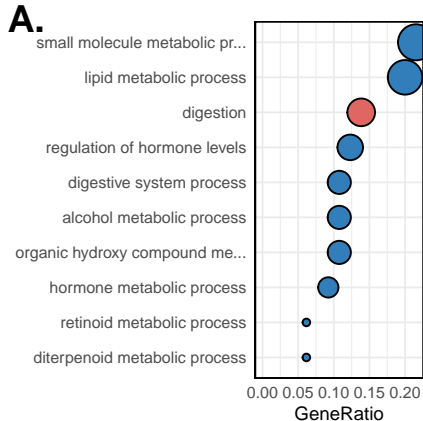 A.
small molecule metabolic pr...
lipid metabolic process
digestion
regulation of hormone levels
digestive system process
alcohol metabolic process
organic hydroxy compound me...
hormone metabolic process
retinoid metabolic process
diterpenoid metabolic process
0.00 0.05 0.10 0.15 0.20
GeneRatio